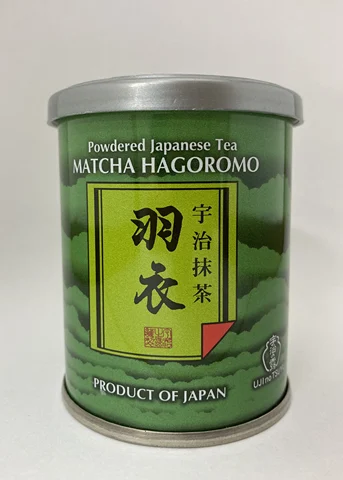 Powdered Japanese Tea
MATCHA HAGOROMO
宇治抹茶
羽衣
PRODUCT OF JAPAN